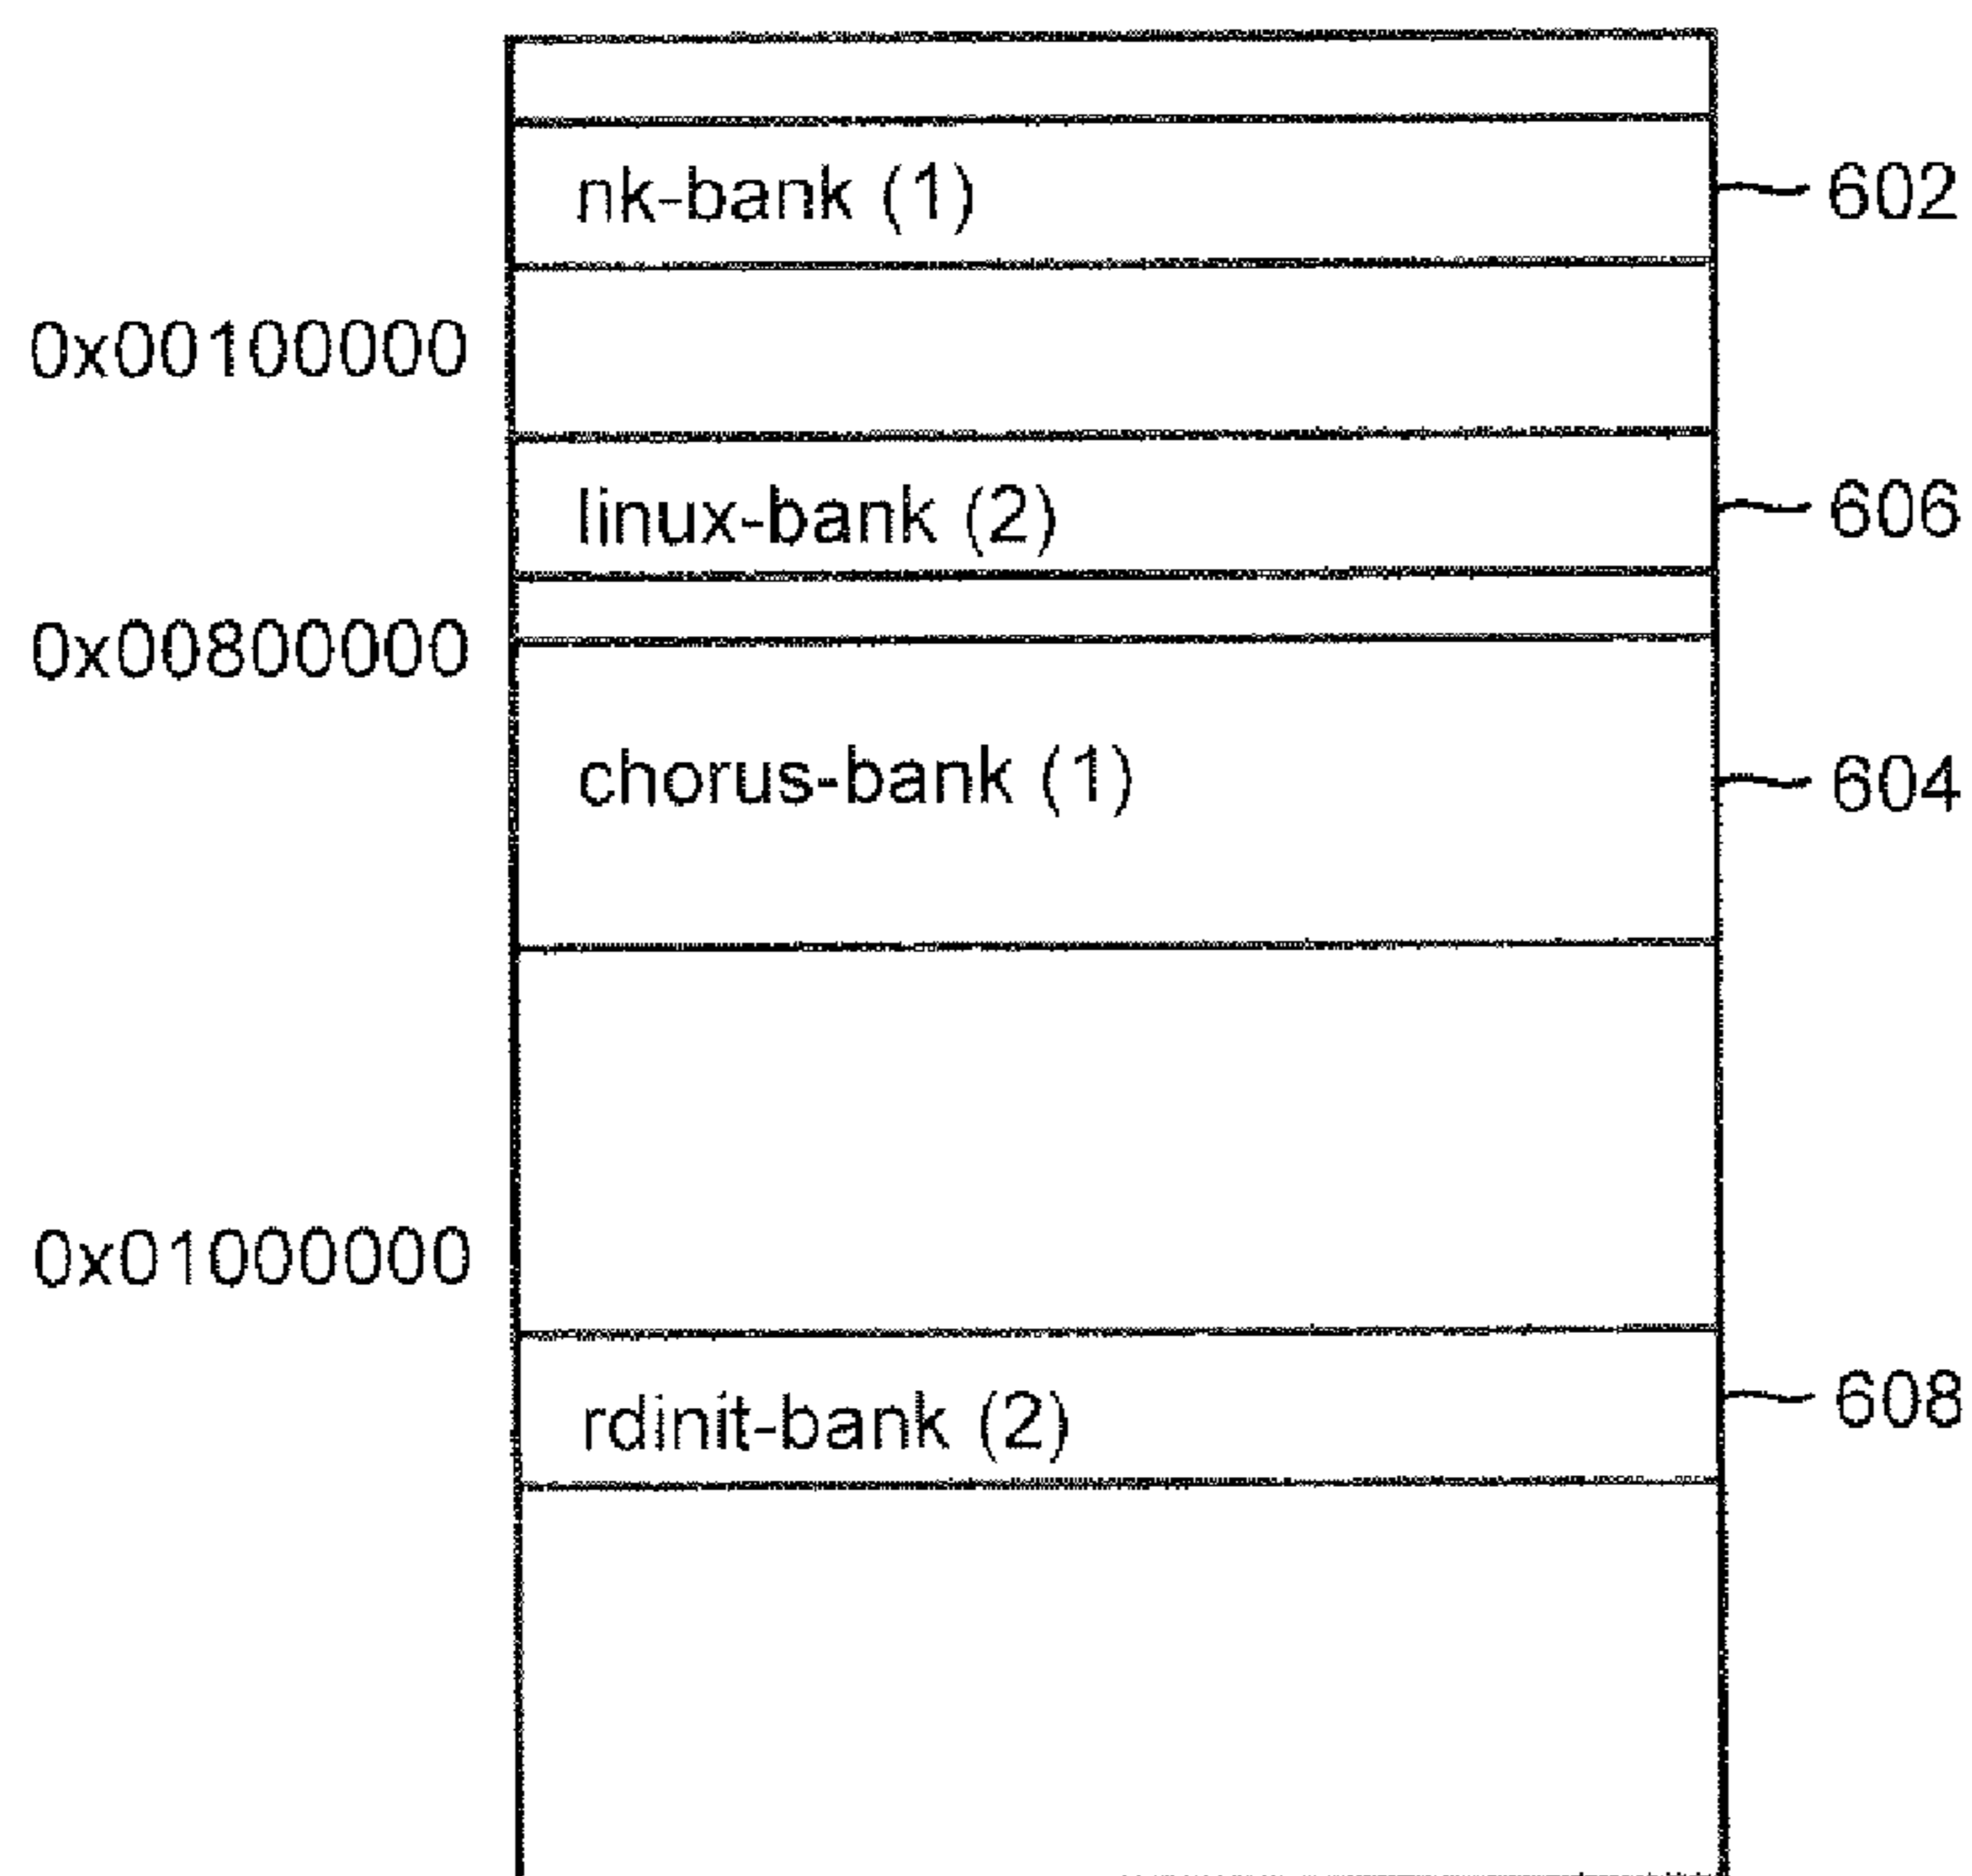 nk-bank (1)
602
0x00100000
linux-bank (2)
606
0x00800000
chorus-bank (1)
604
0x01000000
rdinit-bank (2)
608